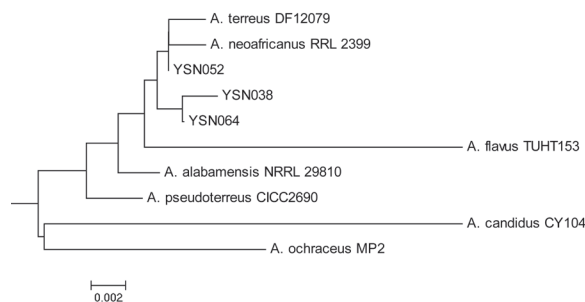 A. terreus DF12079
A. neoafricanus RRL 2399
YSN052
YSN038
YSN064
A. flavus TUHT153
A. alabamensis NRRL 29810
A. pseudoterreus CICC2690
A. candidus CY104
A. ochraceus MP2
0.002